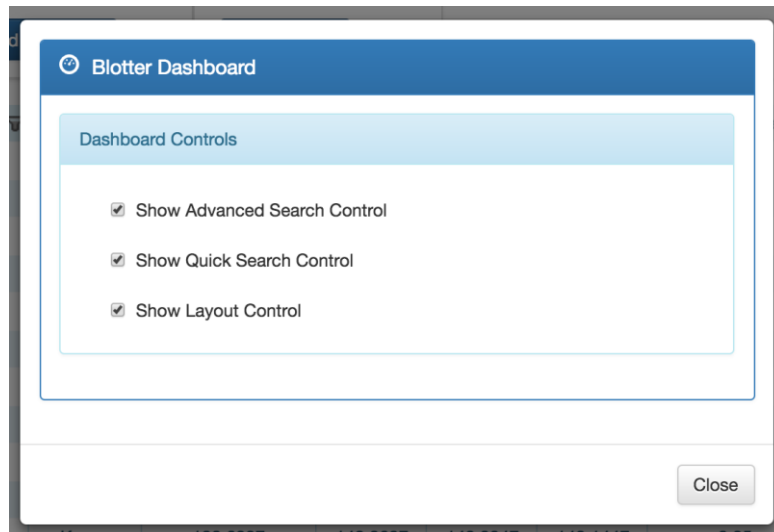 Blotter Dashboard
Dashboard Controls
Show Advanced Search Control
Show Quick Search Control
Show Layout Control
Close